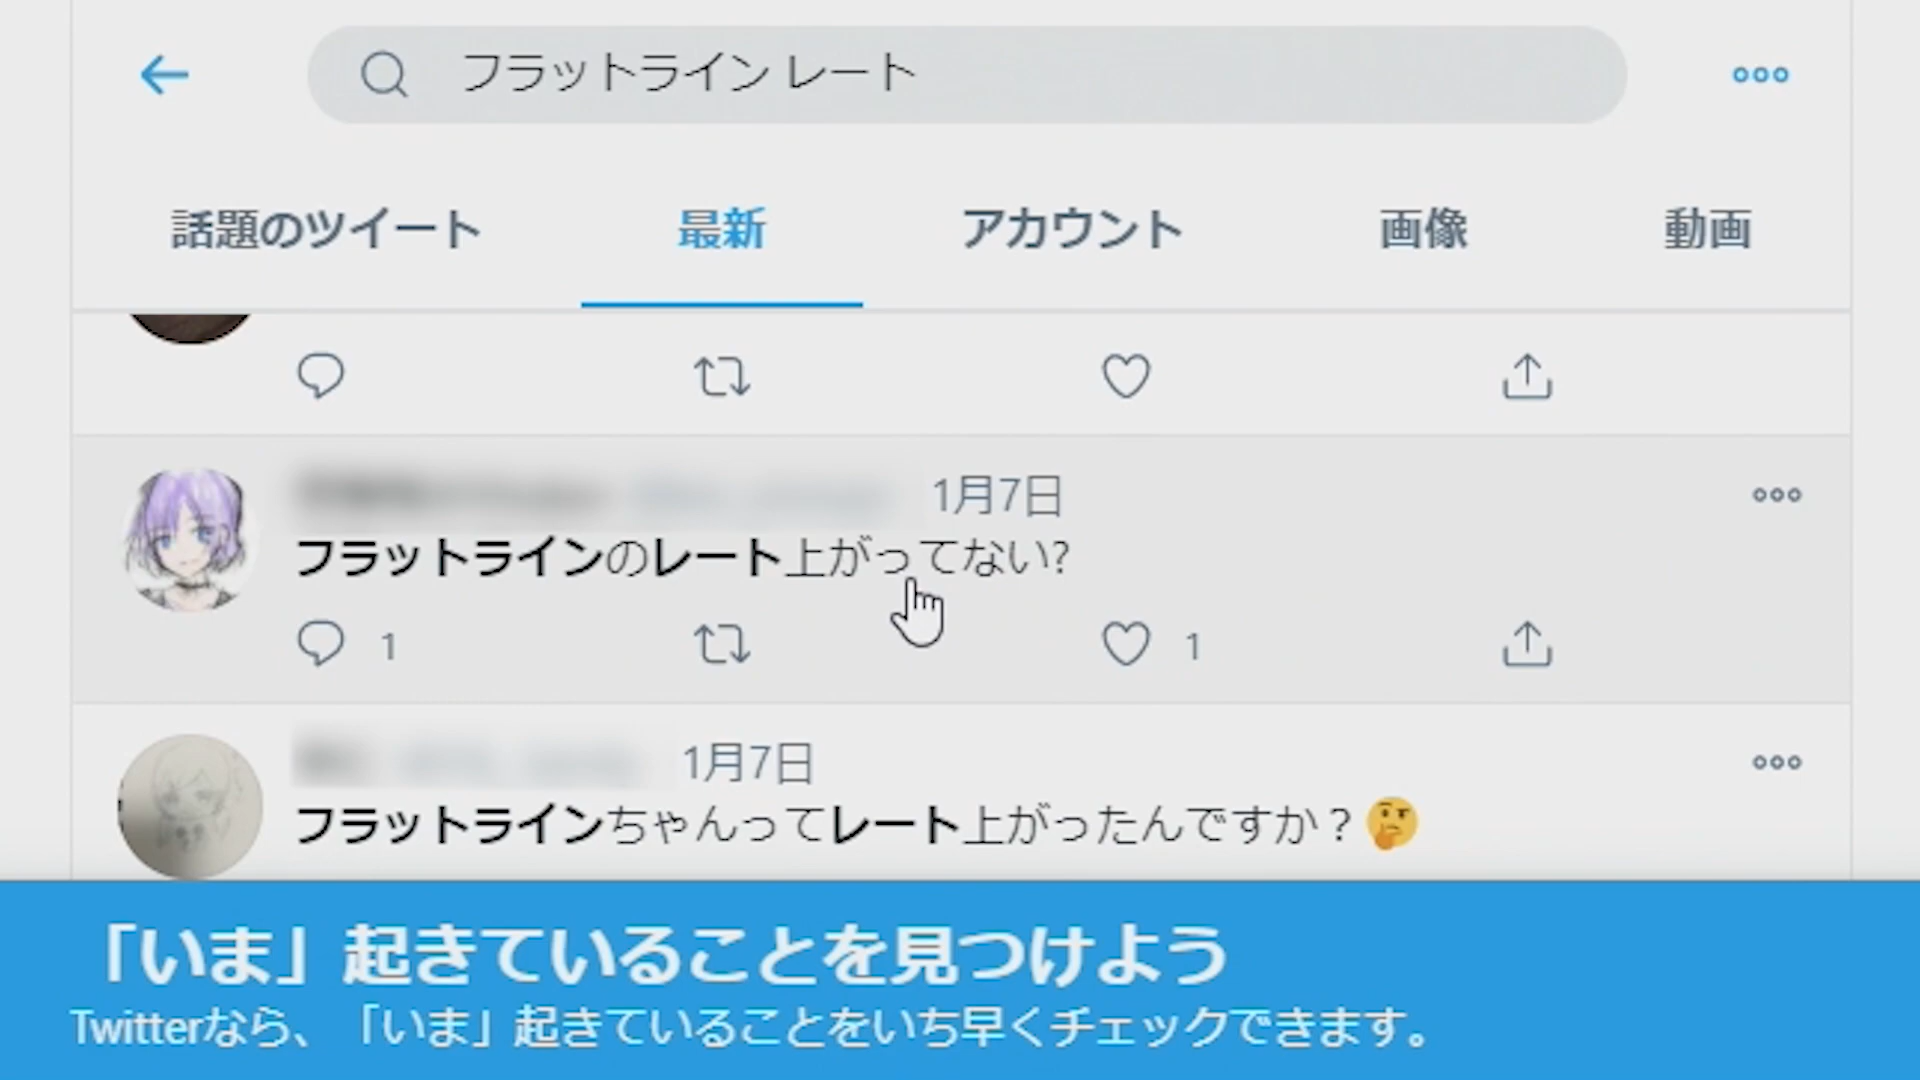 フラットライン レート
話題のツイート 最新 アカウント 画像 動画
1月7日
フラットラインのレート上がってない?
1 1
1月7日
フラットラインちゃんってレート上がったんですか？🤔
「いま」起きていることを見つけよう
Twitterなら、「いま」起きていることをいち早くチェックできます。